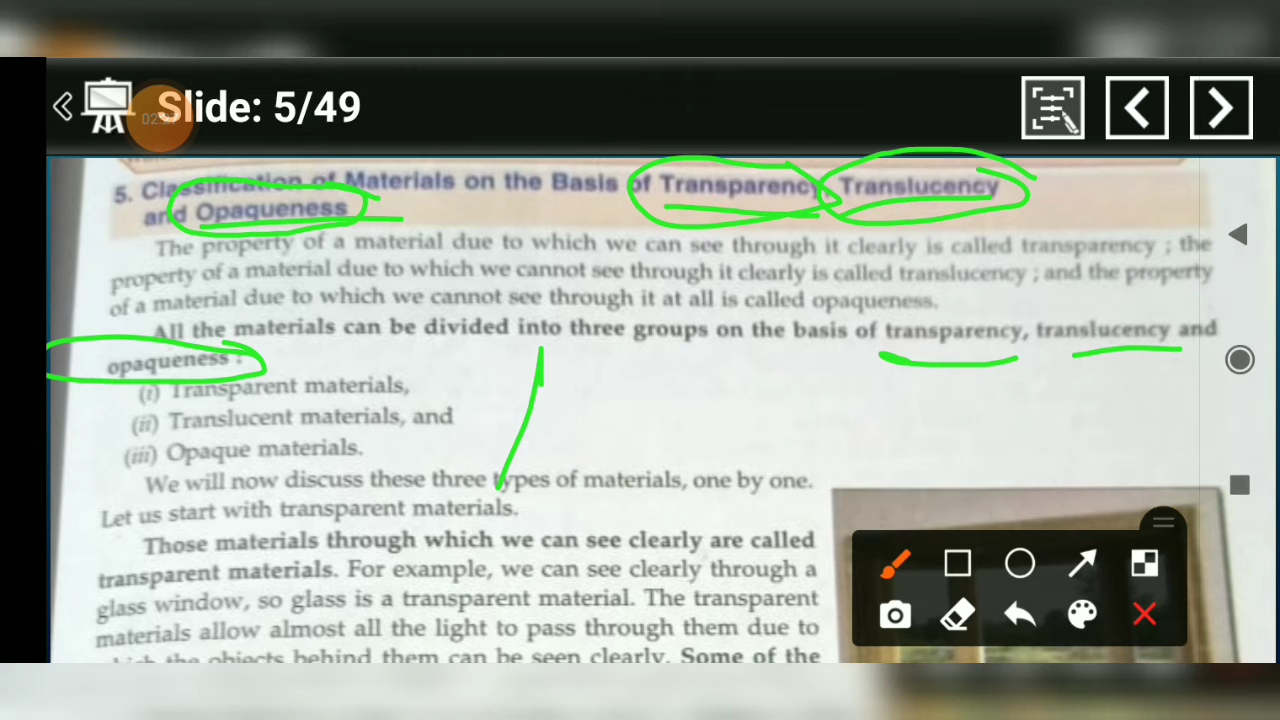 Slide: 5/49
5. Classification of Materials on the Basis of Transparency, Translucency
and Opaqueness
The property of a material due to which we can see through it clearly is called transparency ; the
property of a material due to which we cannot see through it clearly is called translucency ; and the property
of a material due to which we cannot see through it at all is called opaqueness.
All the materials can be divided into three groups on the basis of transparency, translucency and
opaqueness :
(i) Transparent materials,
(ii) Translucent materials, and
(iii) Opaque materials.
We will now discuss these three types of materials, one by one.
Let us start with transparent materials.
Those materials through which we can see clearly are called
transparent materials. For example, we can see clearly through a
glass window, so glass is a transparent material. The transparent
materials allow almost all the light to pass through them due to
which the objects behind them can be seen clearly. Some of the